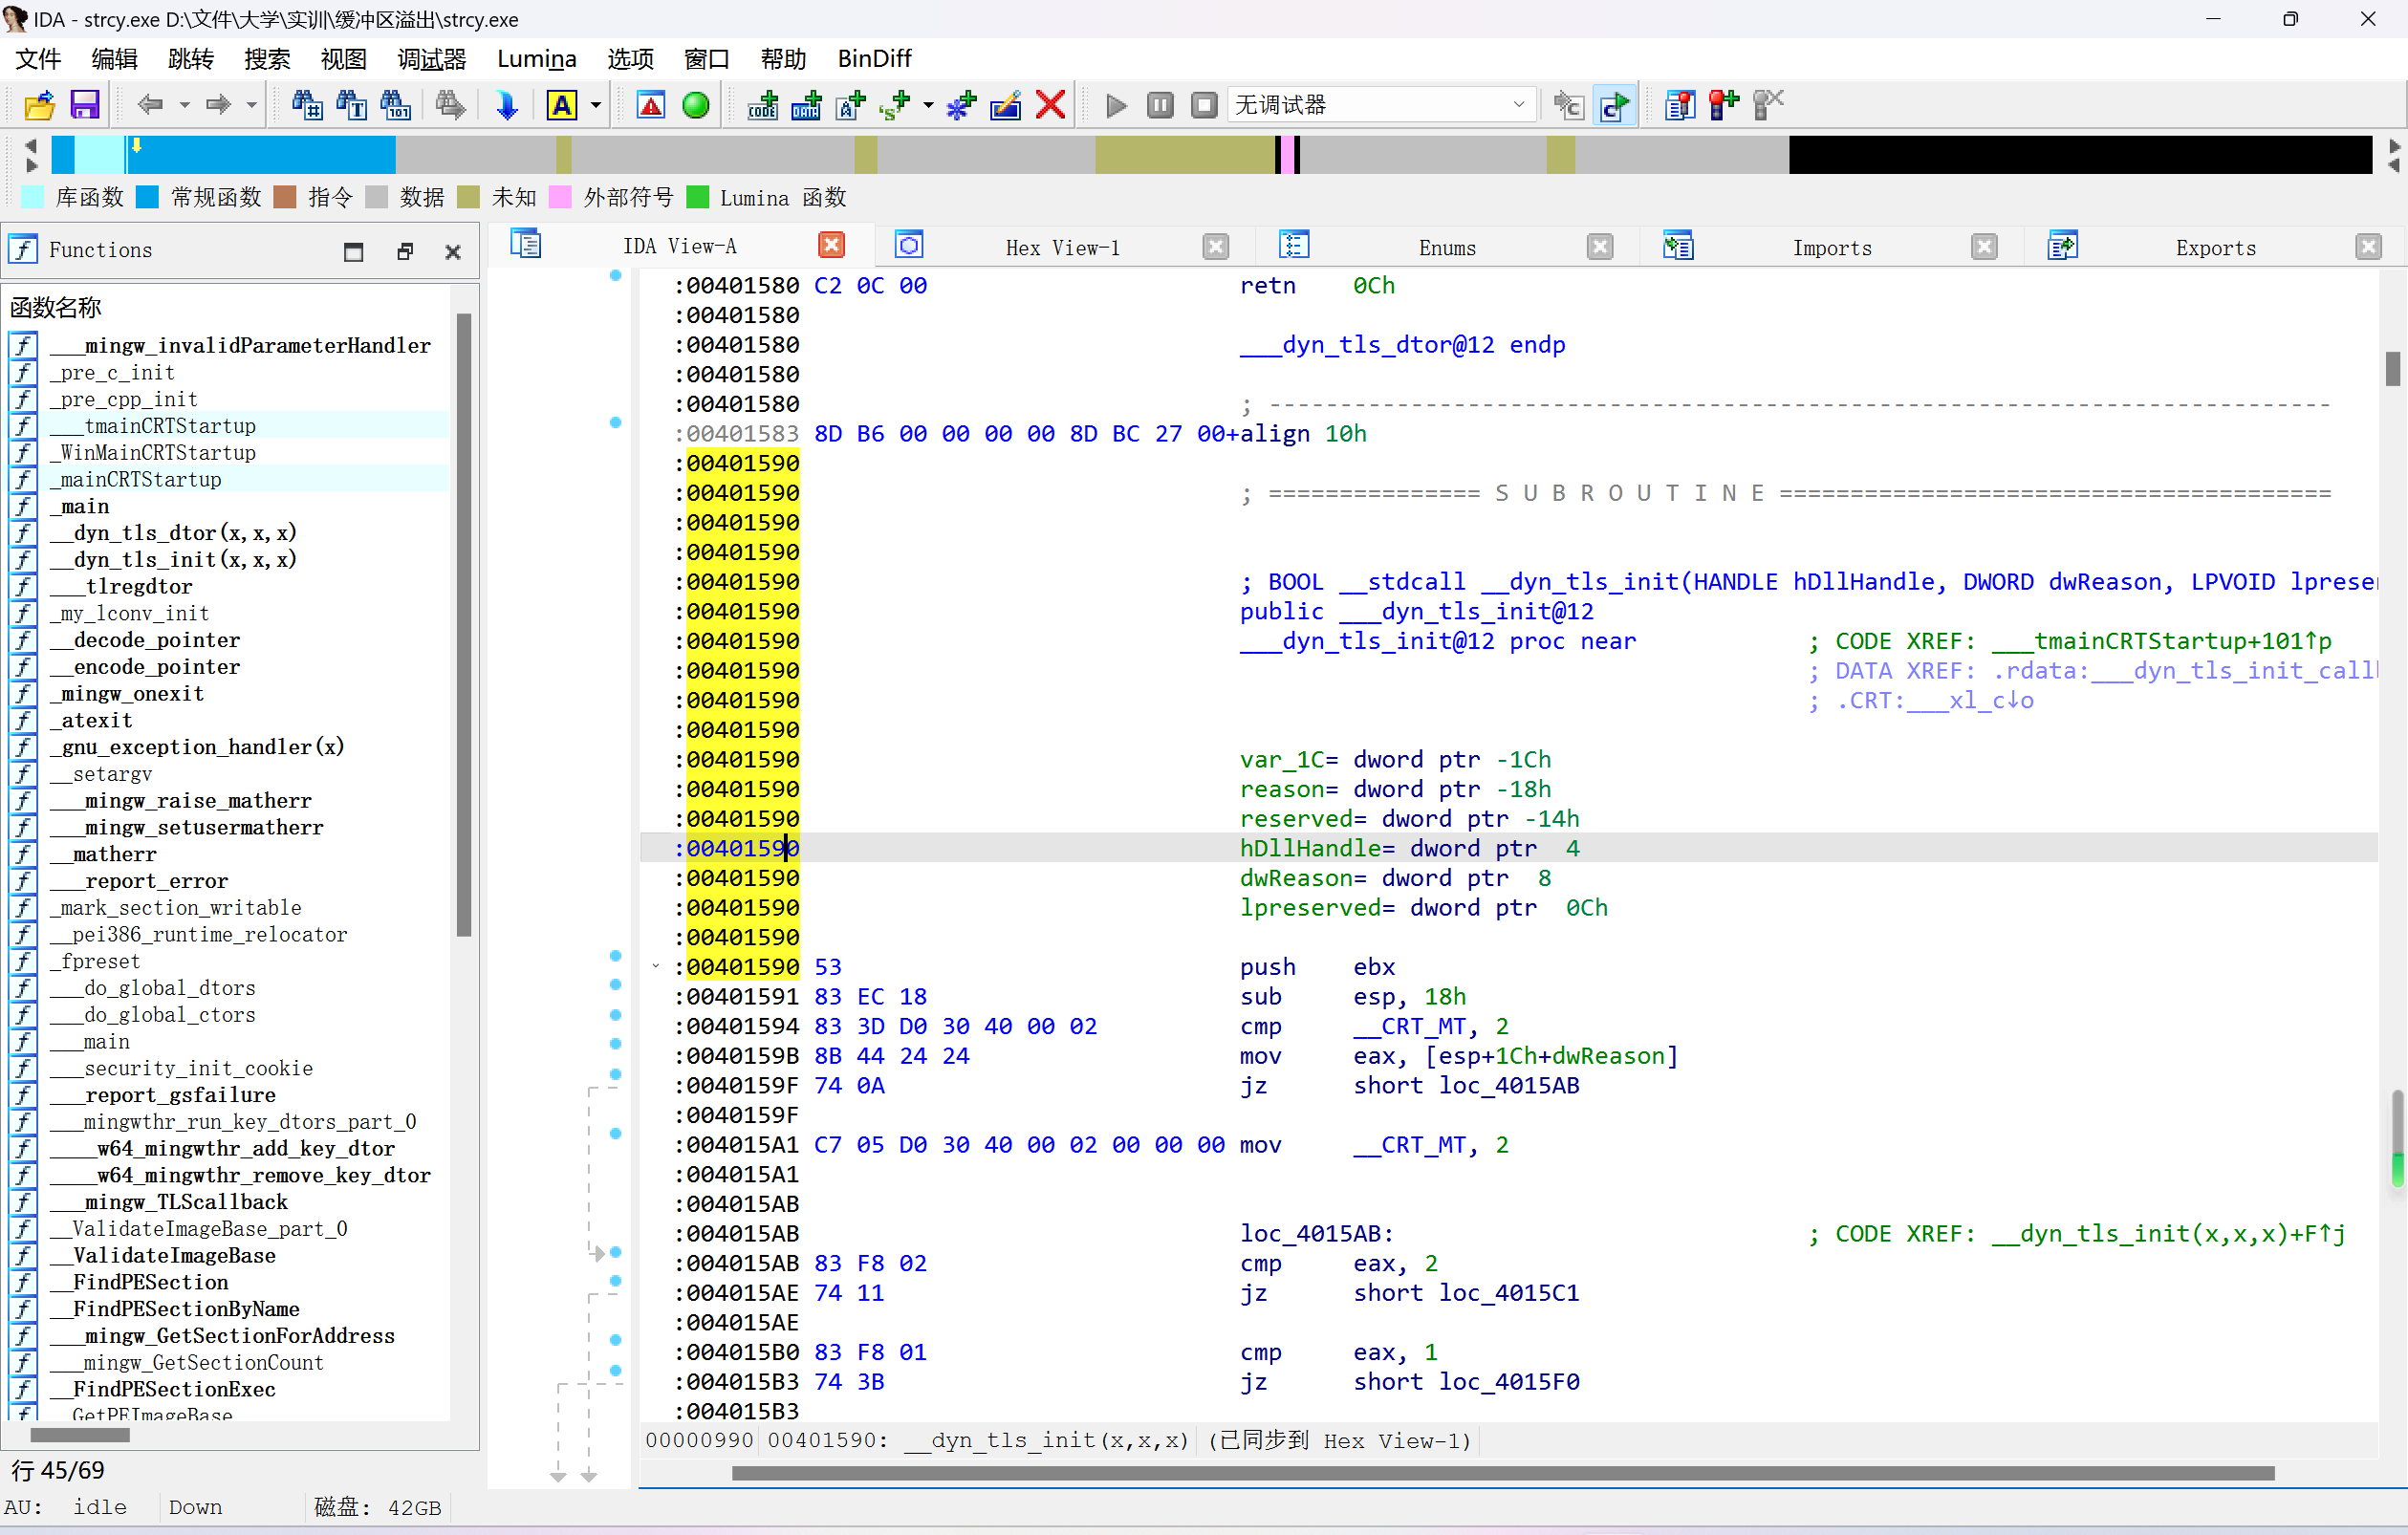 IDA - strcy.exe D:\文件\大学\实训\缓冲区溢出\strcy.exe
文件 编辑 跳转 搜索 视图 调试器 Lumina 选项 窗口 帮助 BinDiff
无调试器
库函数 常规函数 指令 数据 未知 外部符号 Lumina 函数
Functions
IDA View-A Hex View-1 Enums Imports Exports
函数名称
___mingw_invalidParameterHandler
_pre_c_init
_pre_cpp_init
___tmainCRTStartup
_WinMainCRTStartup
_mainCRTStartup
_main
__dyn_tls_dtor(x,x,x)
__dyn_tls_init(x,x,x)
___tlregdtor
_my_lconv_init
__decode_pointer
__encode_pointer
_mingw_onexit
_atexit
_gnu_exception_handler(x)
__setargv
___mingw_raise_matherr
___mingw_setusermatherr
__matherr
___report_error
_mark_section_writable
__pei386_runtime_relocator
_fpreset
___do_global_dtors
___do_global_ctors
___main
___security_init_cookie
___report_gsfailure
___mingwthr_run_key_dtors_part_0
____w64_mingwthr_add_key_dtor
____w64_mingwthr_remove_key_dtor
___mingw_TLScallback
__ValidateImageBase_part_0
__ValidateImageBase
__FindPESection
__FindPESectionByName
___mingw_GetSectionForAddress
___mingw_GetSectionCount
__FindPESectionExec
__GetPEImageBase
行 45/69
:00401580 C2 0C 00 retn 0Ch
:00401580
:00401580 ___dyn_tls_dtor@12 endp
:00401580
:00401580 ; ---------------------------------------------------------------------------
:00401583 8D B6 00 00 00 00 8D BC 27 00+align 10h
:00401590
:00401590 ; =============== S U B R O U T I N E =======================================
:00401590
:00401590
:00401590 ; BOOL __stdcall __dyn_tls_init(HANDLE hDllHandle, DWORD dwReason, LPVOID lprese
:00401590 public ___dyn_tls_init@12
:00401590 ___dyn_tls_init@12 proc near ; CODE XREF: ___tmainCRTStartup+101↑p
:00401590 ; DATA XREF: .rdata:___dyn_tls_init_call
:00401590 ; .CRT:___xl_c↓o
:00401590
:00401590 var_1C= dword ptr -1Ch
:00401590 reason= dword ptr -18h
:00401590 reserved= dword ptr -14h
:00401590 hDllHandle= dword ptr 4
:00401590 dwReason= dword ptr 8
:00401590 lpreserved= dword ptr 0Ch
:00401590
:00401590 53 push ebx
:00401591 83 EC 18 sub esp, 18h
:00401594 83 3D D0 30 40 00 02 cmp __CRT_MT, 2
:0040159B 8B 44 24 24 mov eax, [esp+1Ch+dwReason]
:0040159F 74 0A jz short loc_4015AB
:0040159F
:004015A1 C7 05 D0 30 40 00 02 00 00 00 mov __CRT_MT, 2
:004015A1
:004015AB
:004015AB loc_4015AB: ; CODE XREF: __dyn_tls_init(x,x,x)+F↑j
:004015AB 83 F8 02 cmp eax, 2
:004015AE 74 11 jz short loc_4015C1
:004015AE
:004015B0 83 F8 01 cmp eax, 1
:004015B3 74 3B jz short loc_4015F0
:004015B3
00000990 00401590: __dyn_tls_init(x,x,x) (已同步到 Hex View-1)
AU: idle Down 磁盘: 42GB